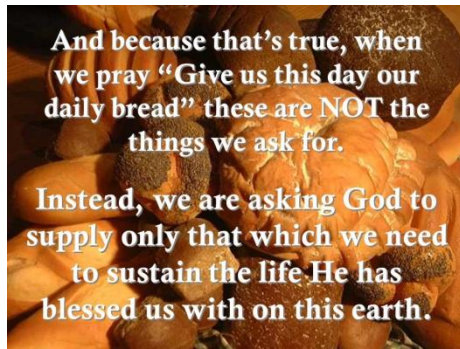 And because that’s true, when
we pray “Give us this day our
daily bread” these are NOT the
things we ask for.
Instead, we are asking God to
supply only that which we need
to sustain the life He has
blessed us with on this earth.